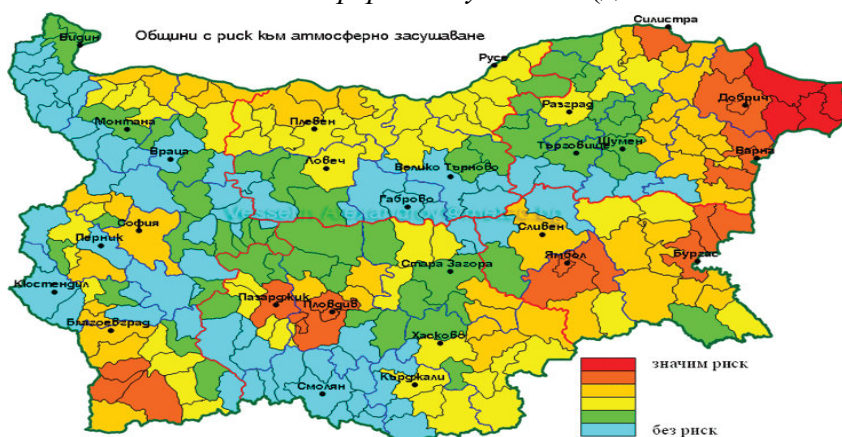 Силистра
Видин
Общини с риск към атмосферно засушаване
Русе
Добрич
Разград
Плевен
Монтана
Шумен
Търговище
Варна
Враца
Ловеч
Велико Търново
Габрово
София
Сливен
Перник
Бургас
Стара Загора
Ямбол
Кюстендил
Пазарджик
Пловдив
Благоевград
Хасково
значим риск
Кърджали
Смолян
без риск